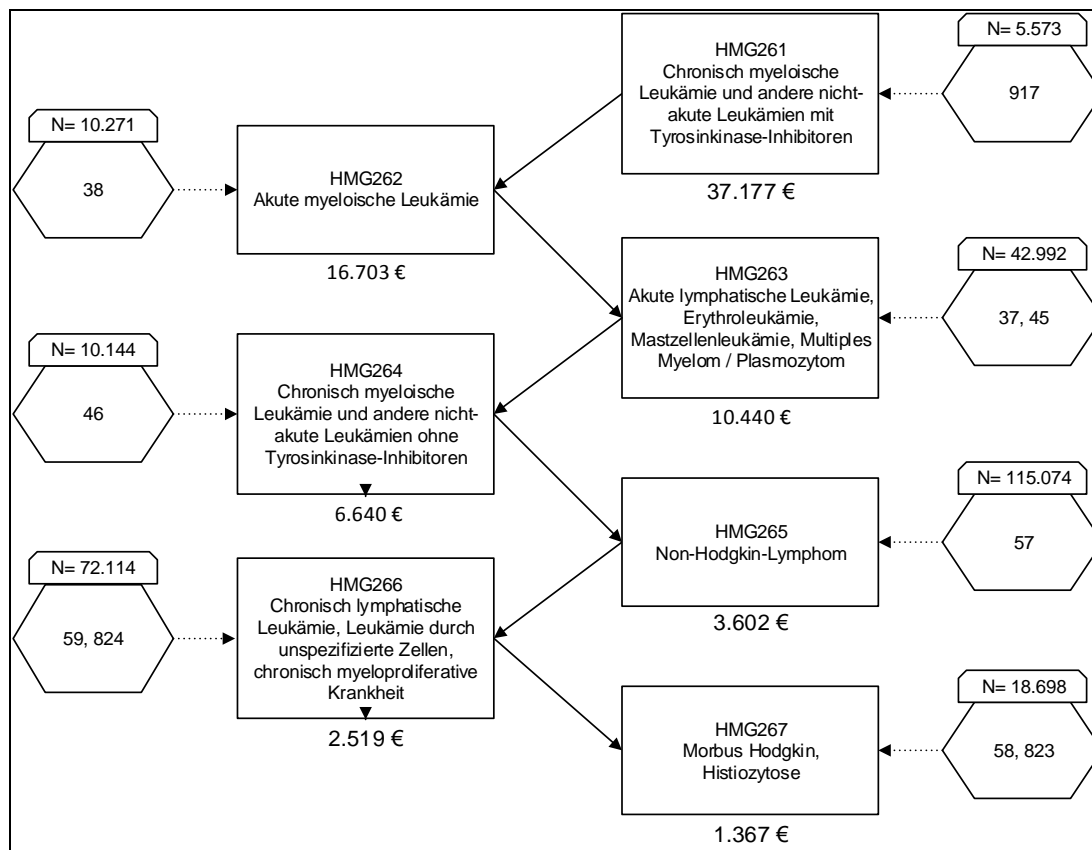 N= 5.573
917
HMG261
Chronisch myeloische
Leukämie und andere nicht-
akute Leukämien mit
Tyrosinkinase-Inhibitoren
37.177 €
N= 10.271
38
HMG262
Akute myeloische Leukämie
16.703 €
N= 42.992
37, 45
HMG263
Akute lymphatische Leukämie,
Erythroleukämie,
Mastzellenleukämie, Multiples
Myelom / Plasmozytom
10.440 €
N= 10.144
46
HMG264
Chronisch myeloische
Leukämie und andere nicht-
akute Leukämien ohne
Tyrosinkinase-Inhibitoren
6.640 €
N= 115.074
57
HMG265
Non-Hodgkin-Lymphom
3.602 €
N= 72.114
59, 824
HMG266
Chronisch lymphatische
Leukämie, Leukämie durch
unspezifizierte Zellen,
chronisch myeloproliferative
Krankheit
2.519 €
N= 18.698
58, 823
HMG267
Morbus Hodgkin,
Histiozytose
1.367 €